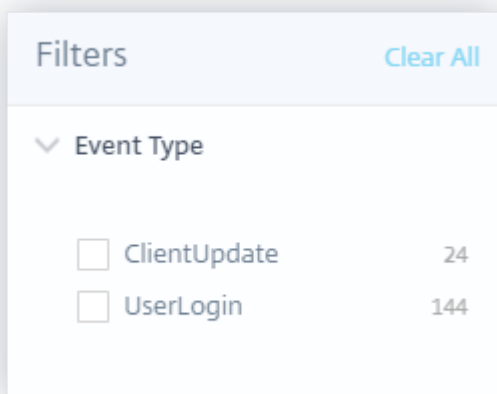 Filters Clear All
Event Type
ClientUpdate 24
UserLogin 144